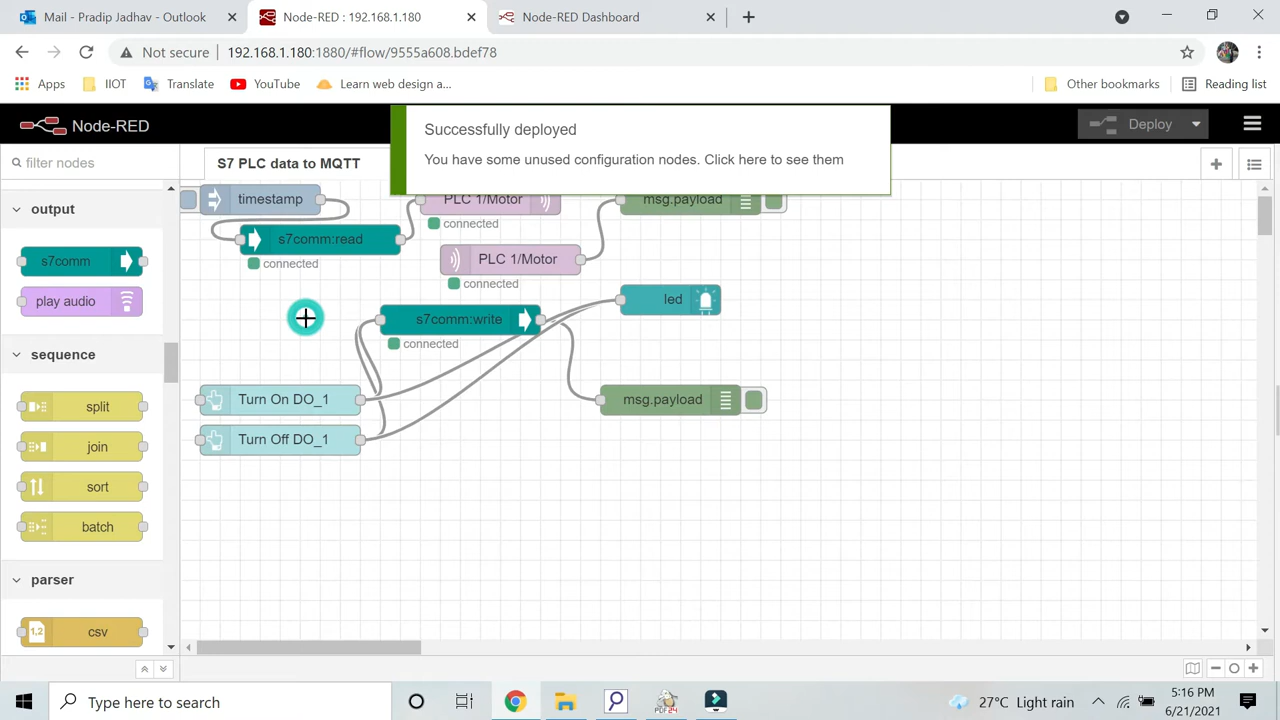 Mail - Pradip Jadhav - Outlook
Node-RED : 192.168.1.180
Node-RED Dashboard
Not secure
192.168.1.180:1880/#flow/9555a608.bdef78
Apps
IIOT
Translate
YouTube
Learn web design a...
Other bookmarks
Reading list
Node-RED
Successfully deployed
You have some unused configuration nodes. Click here to see them
Deploy
filter nodes
S7 PLC data to MQTT
output
s7comm
play audio
sequence
split
join
sort
batch
parser
1,2
csv
timestamp
PLC 1/Motor
msg.payload
connected
s7comm:read
connected
PLC 1/Motor
connected
led
s7comm:write
connected
Turn On DO_1
msg.payload
Turn Off DO_1
Type here to search
PDF24
27°C Light rain
5:16 PM
6/21/2021